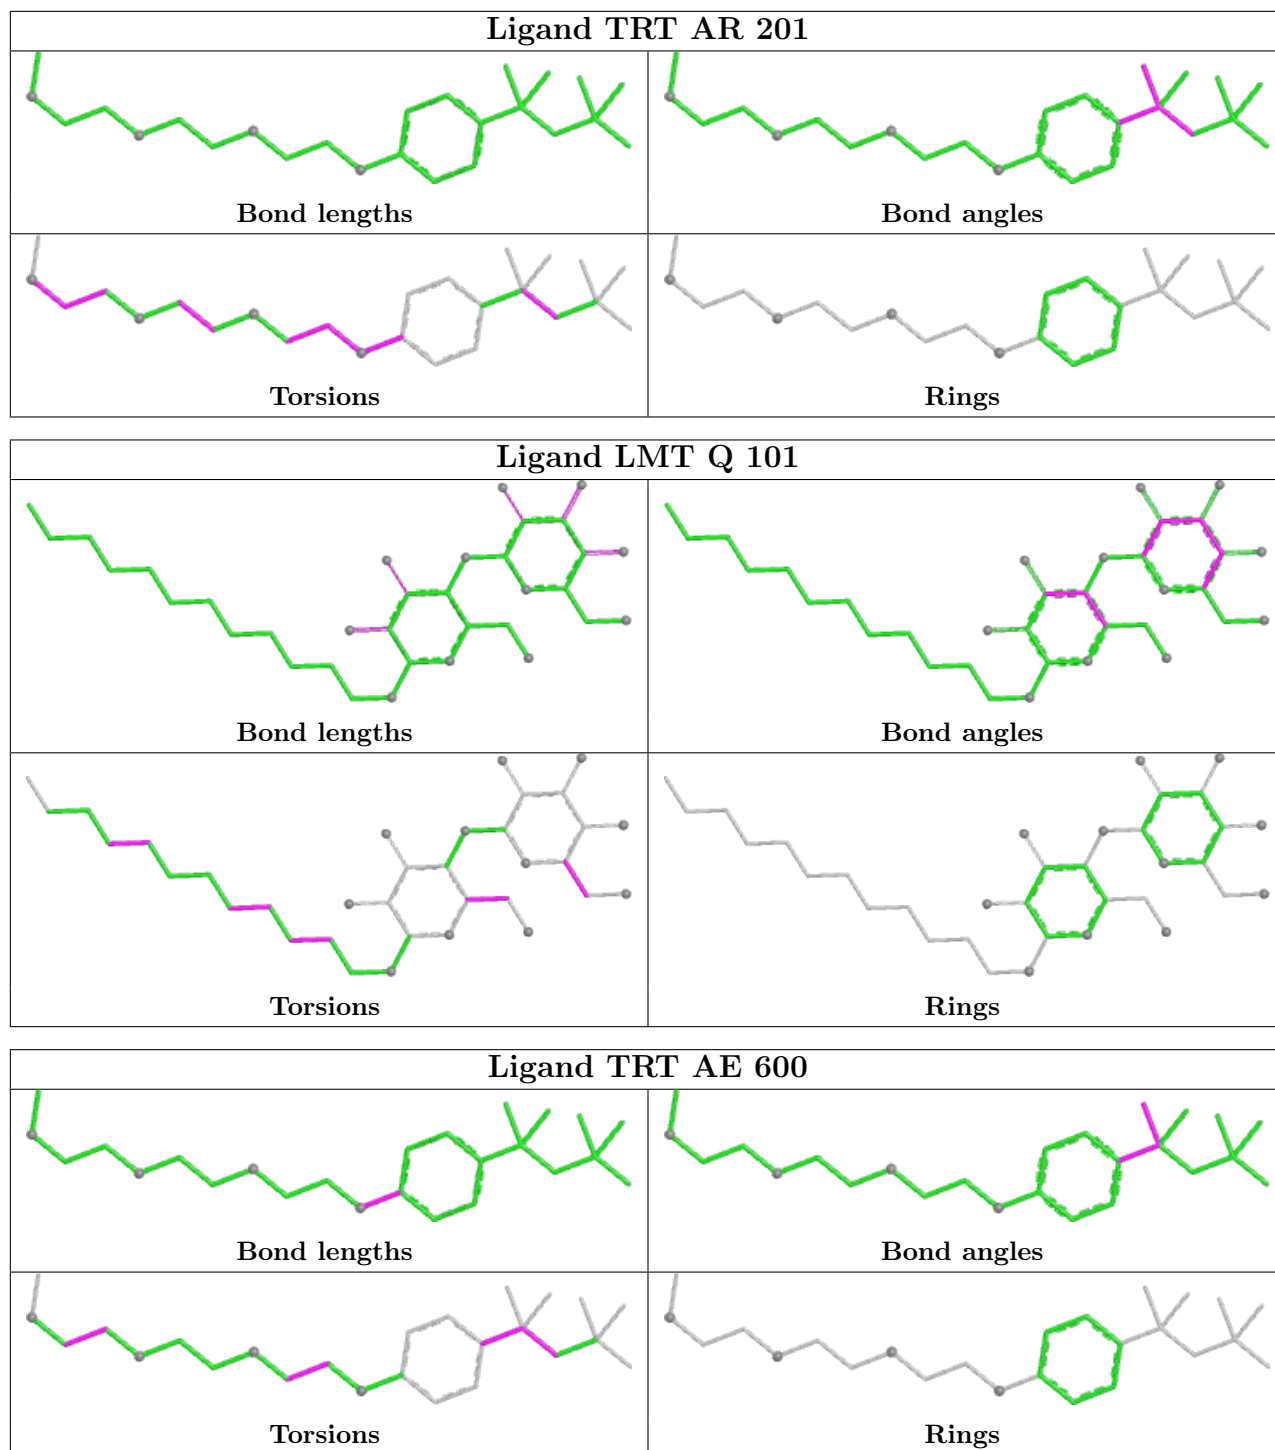 Ligand TRT AR 201
Bond lengths
Bond angles
Torsions
Rings
Ligand LMT Q 101
Bond lengths
Bond angles
Torsions
Rings
Ligand TRT AE 600
Bond lengths
Bond angles
Torsions
Rings